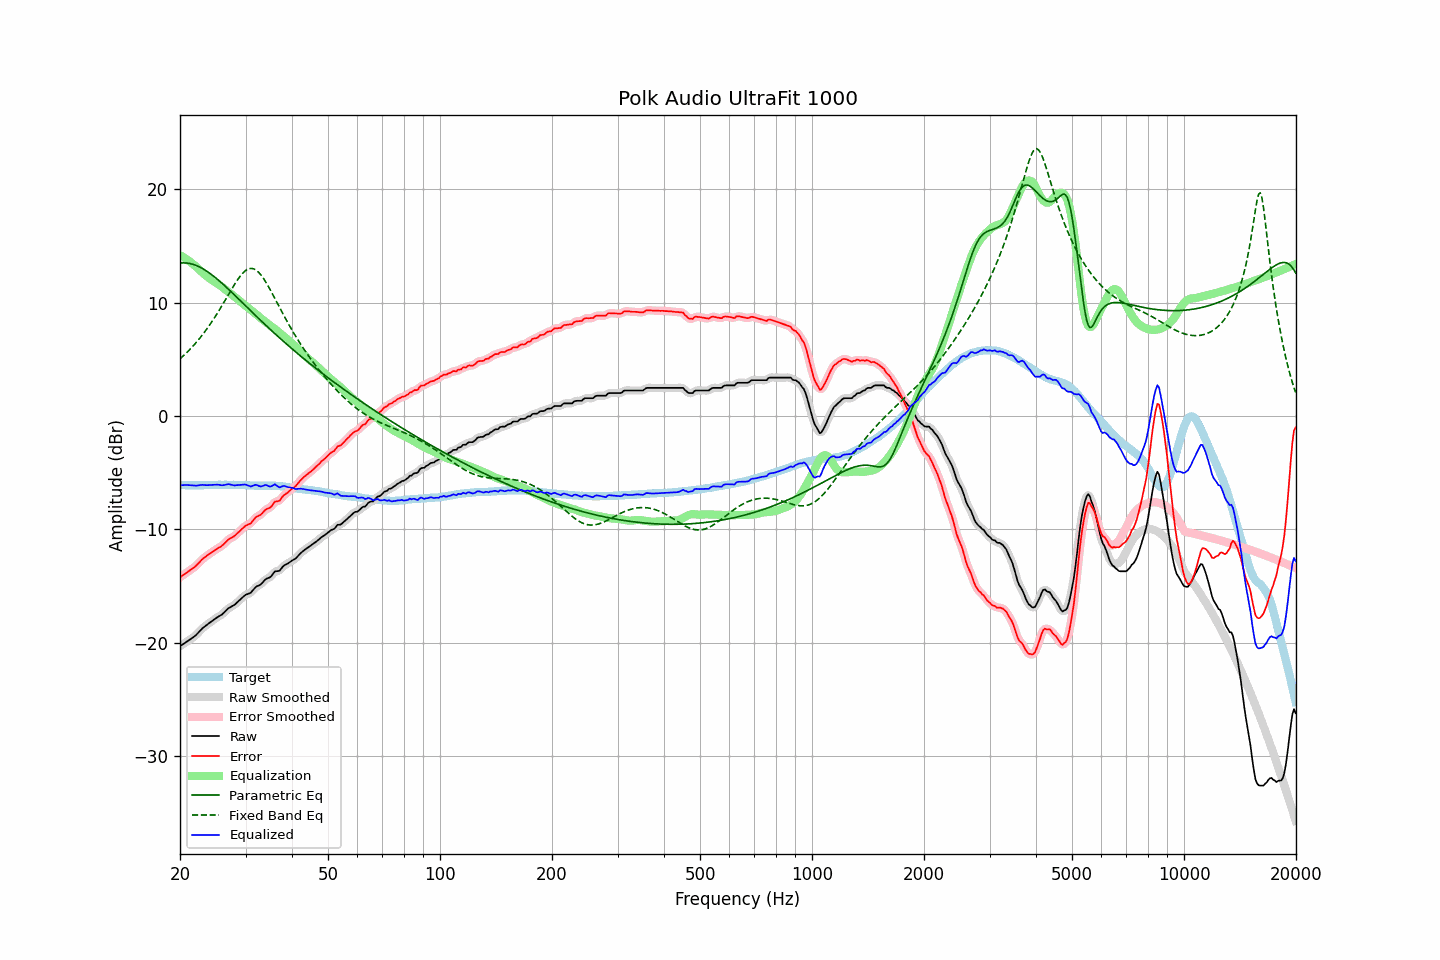 Polk Audio UltraFit 1000
Amplitude (dBr)
20
10
0
−10
−20
−30
Target
Raw Smoothed
Error Smoothed
Raw
Error
Equalization
Parametric Eq
Fixed Band Eq
Equalized
20 50 100 200 500 1000 2000 5000 10000 20000
Frequency (Hz)